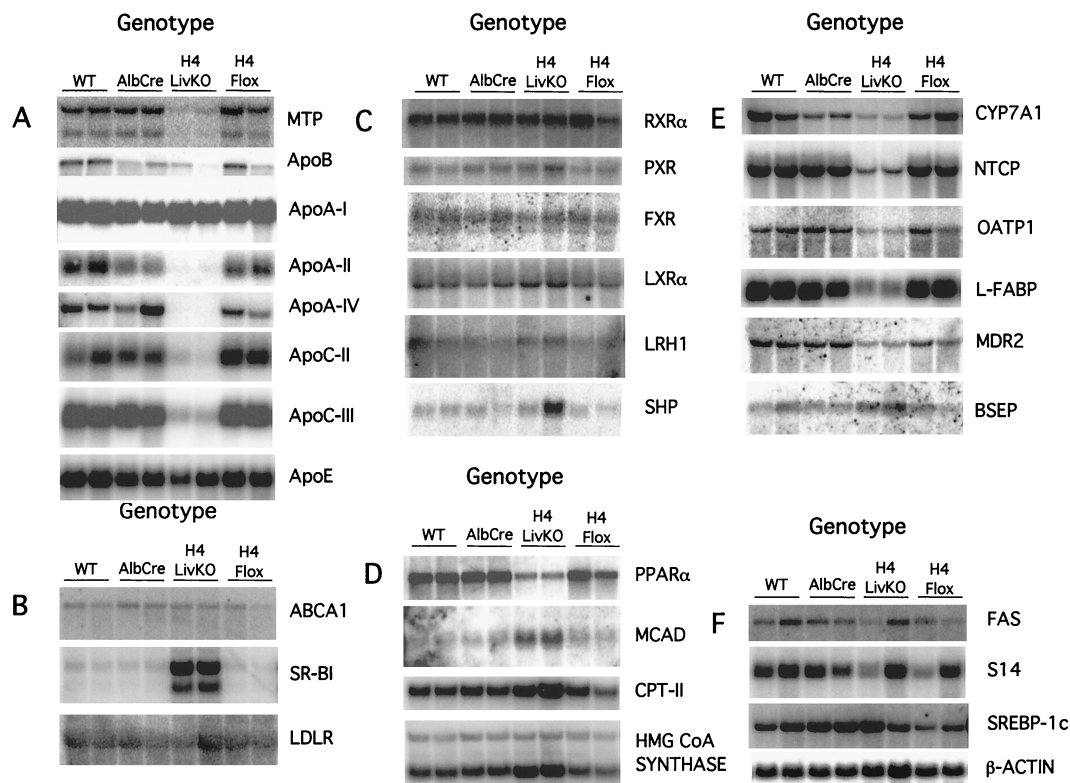 Genotype
WT AlbCre H4 LivKO H4 Flox
A
MTP
ApoB
ApoA-I
ApoA-II
ApoA-IV
ApoC-II
ApoC-III
ApoE
Genotype
WT AlbCre H4 LivKO H4 Flox
B
ABCA1
SR-BI
LDLR
Genotype
WT AlbCre H4 LivKO H4 Flox
C
RXRα
PXR
FXR
LXRα
LRH1
SHP
Genotype
WT AlbCre H4 LivKO H4 Flox
D
PPARα
MCAD
CPT-II
HMG CoA
SYNTHASE
Genotype
WT AlbCre H4 LivKO H4 Flox
E
CYP7A1
NTCP
OATP1
L-FABP
MDR2
BSEP
Genotype
WT AlbCre H4 LivKO H4 Flox
F
FAS
S14
SREBP-1c
β-ACTIN